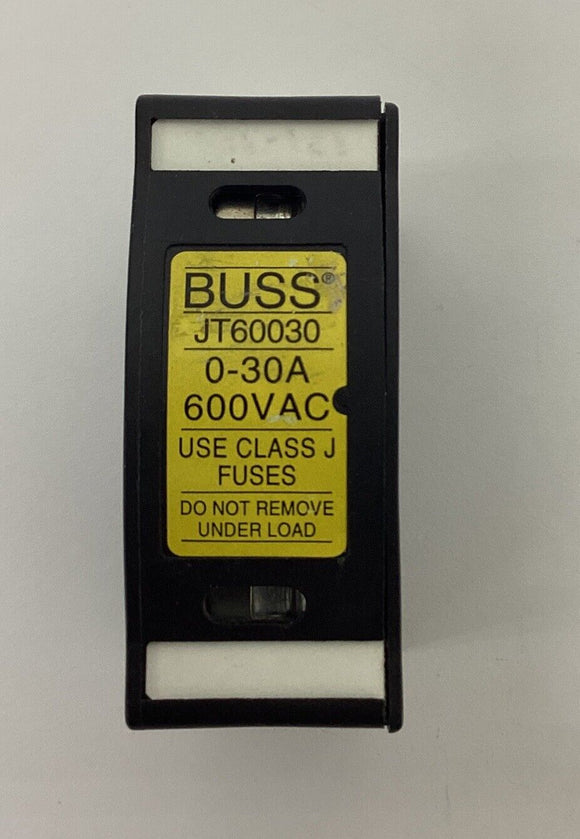 BUSS®
JT60030
0-30A
600VAC
USE CLASS J
FUSES
DO NOT REMOVE
UNDER LOAD